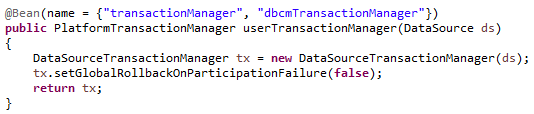 @Bean(name = {"transactionManager", "dbcmTransactionManager"})
public PlatformTransactionManager userTransactionManager(DataSource ds)
{
    DataSourceTransactionManager tx = new DataSourceTransactionManager(ds);
    tx.setGlobalRollbackOnParticipationFailure(false);
    return tx;
}